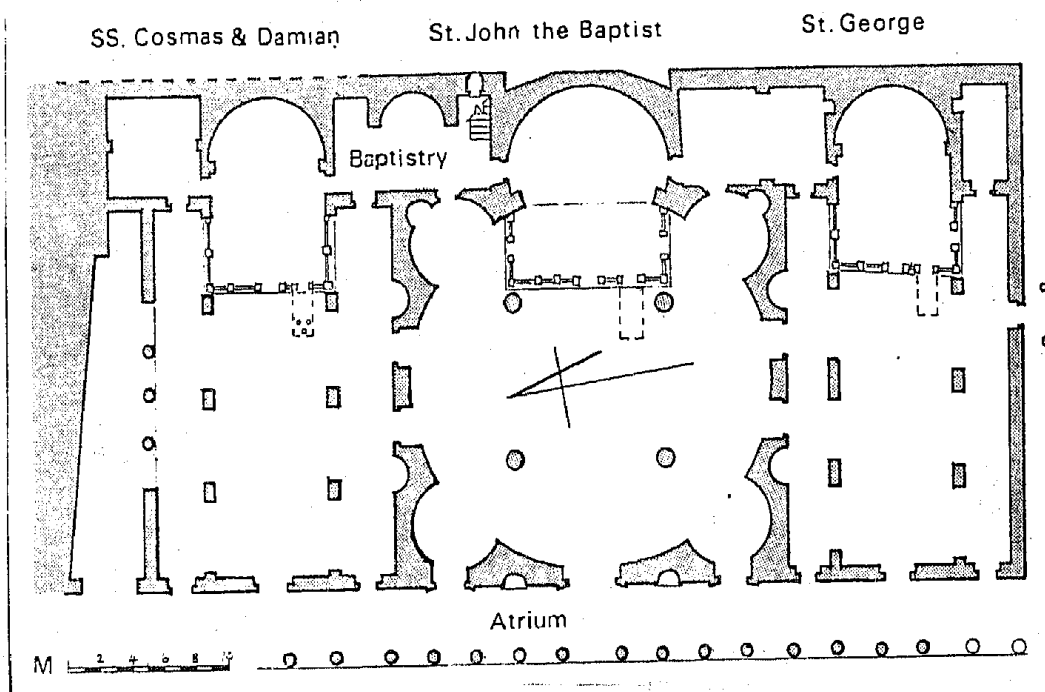 SS. Cosmas & Damian
St. John the Baptist
St. George
Baptistry
Atrium
M 2 4 6 8 10